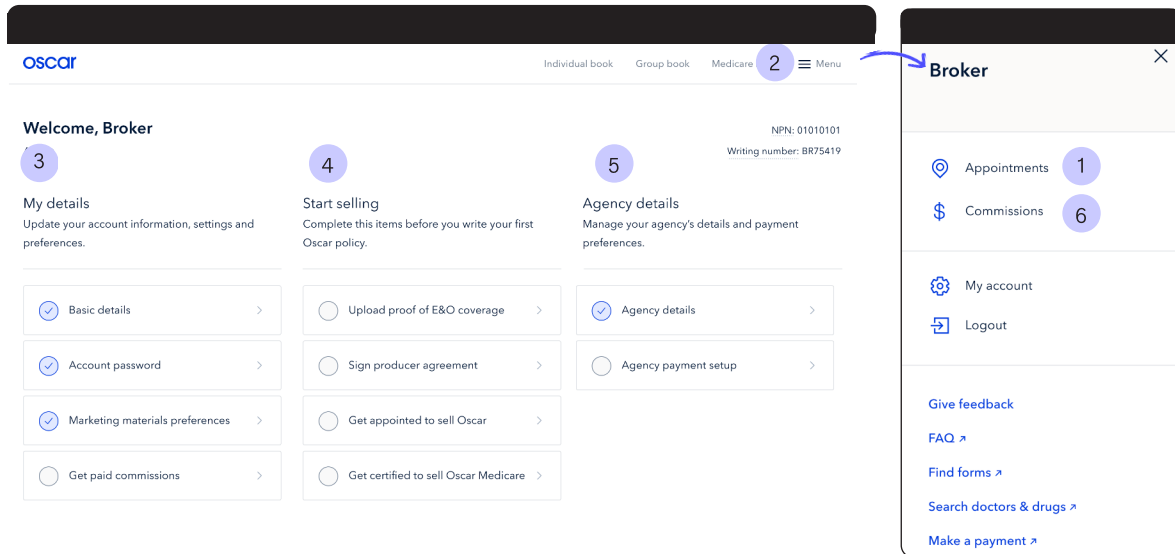 oscar
Individual book Group book Medicare 2 Menu
Welcome, Broker
NPN: 01010101
Writing number: BR75419
3
My details
Update your account information, settings and
preferences.
Basic details
Account password
Marketing materials preferences
Get paid commissions
4
Start selling
Complete this items before you write your first
Oscar policy.
Upload proof of E&O coverage
Sign producer agreement
Get appointed to sell Oscar
Get certified to sell Oscar Medicare
5
Agency details
Manage your agency's details and payment
preferences.
Agency details
Agency payment setup
Broker
Appointments 1
Commissions 6
My account
Logout
Give feedback
FAQ ↗
Find forms ↗
Search doctors & drugs ↗
Make a payment ↗